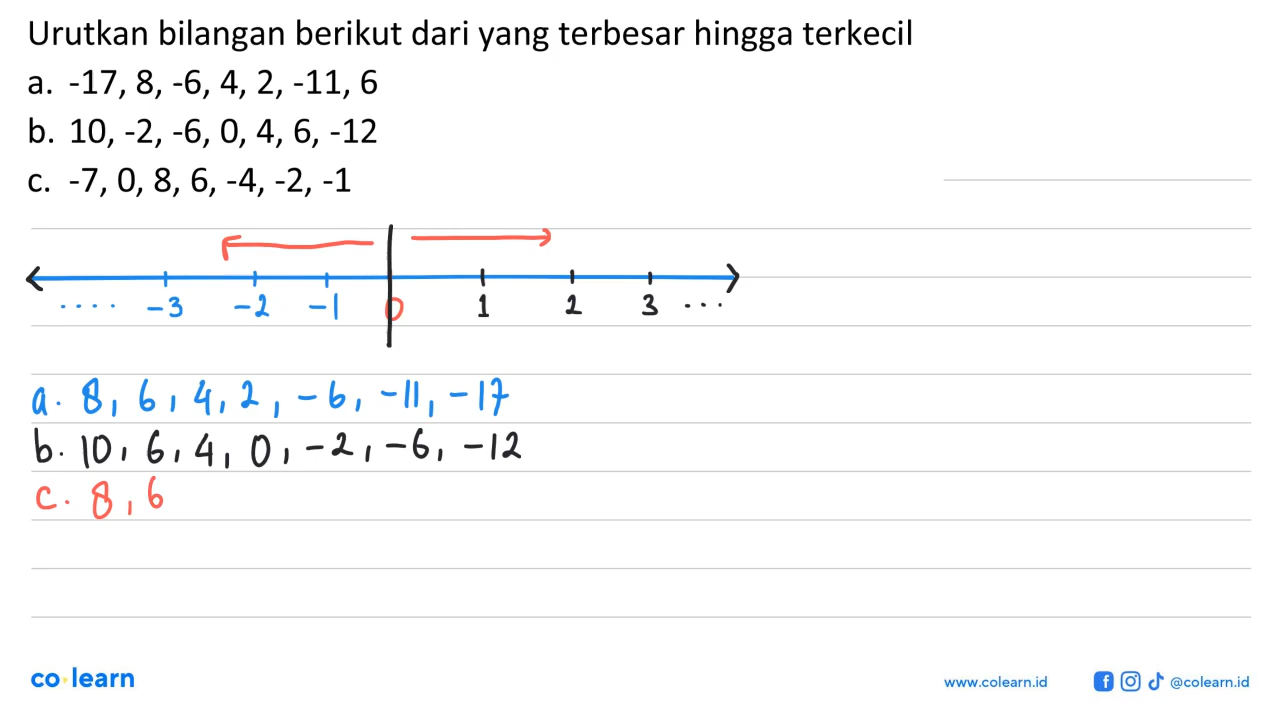 Urutkan bilangan berikut dari yang terbesar hingga terkecil
a. -17, 8, -6, 4, 2, -11, 6
b. 10, -2, -6, 0, 4, 6, -12
c. -7, 0, 8, 6, -4, -2, -1
.... -3 -2 -1 0 1 2 3 ...
a. 8, 6, 4, 2, -6, -11, -17
b. 10, 6, 4, 0, -2, -6, -12
c. 8, 6
co learn
www.colearn.id @colearn.id